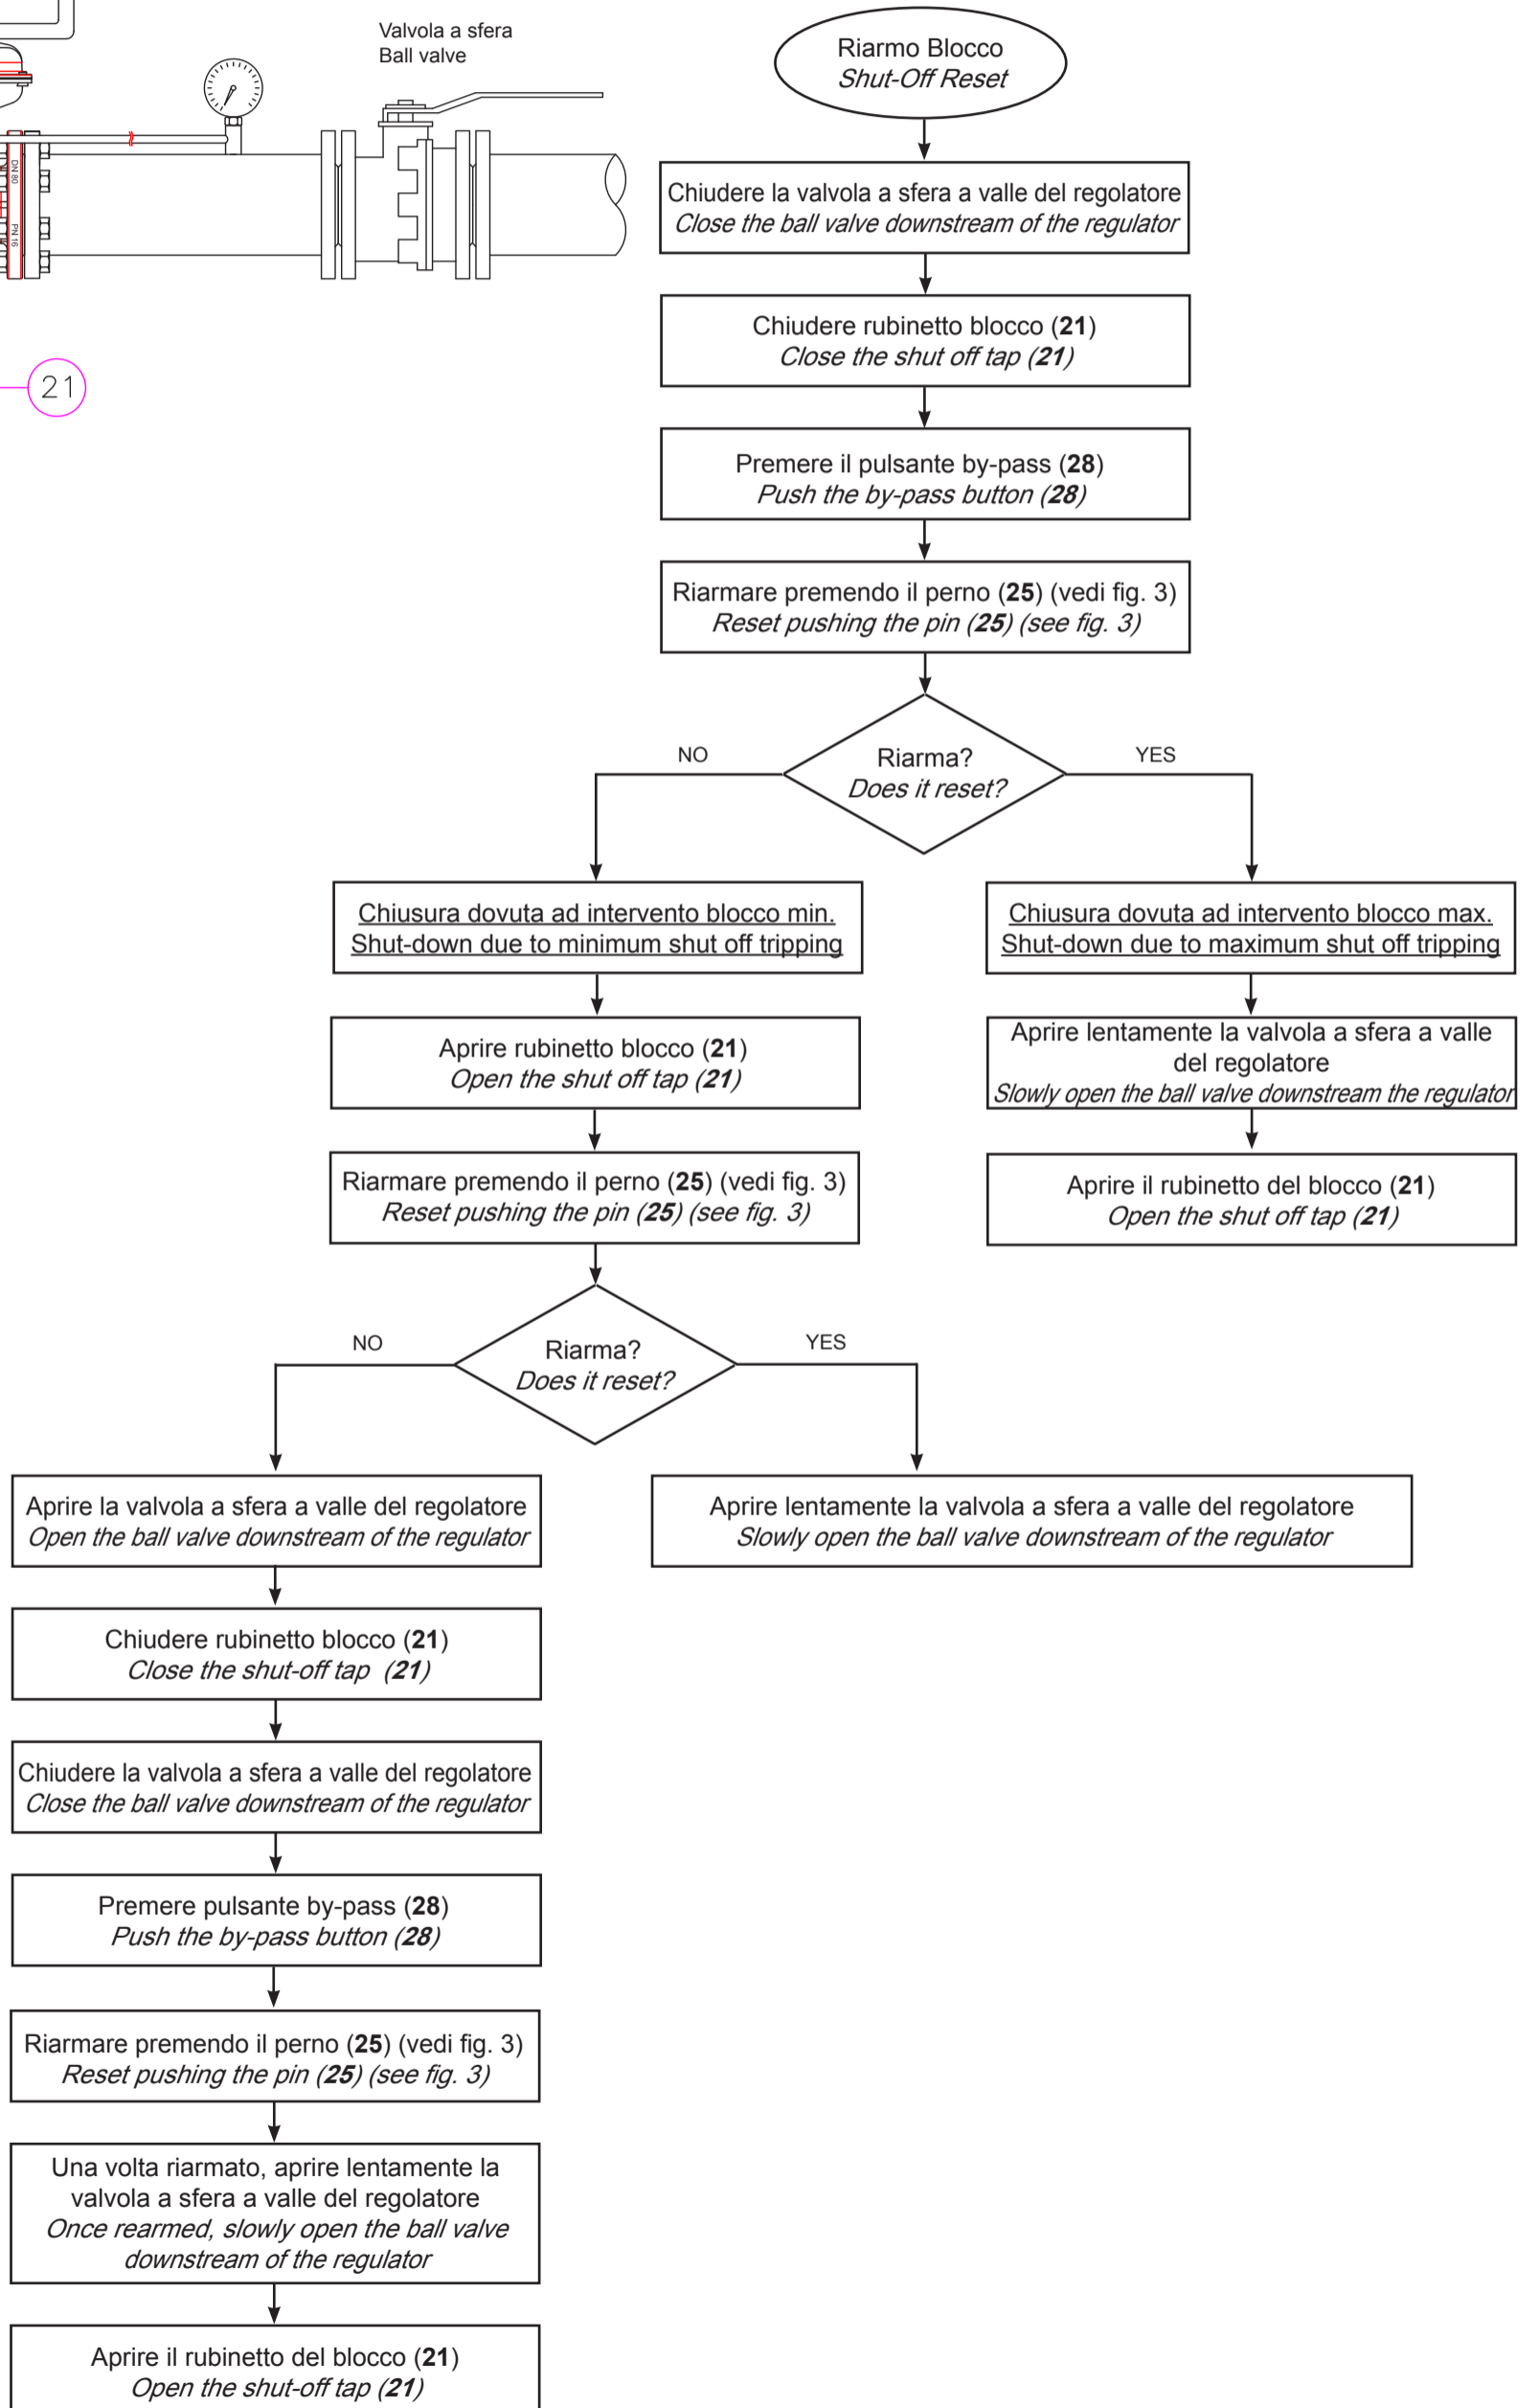 Valvola a sfera
Ball valve
DN 80
PN 16
21
Riarmo Blocco
Shut-Off Reset
Chiudere la valvola a sfera a valle del regolatore
Close the ball valve downstream of the regulator
Chiudere rubinetto blocco (21)
Close the shut off tap (21)
Premere il pulsante by-pass (28)
Push the by-pass button (28)
Riarmare premendo il perno (25) (vedi fig. 3)
Reset pushing the pin (25) (see fig. 3)
Riarma?
Does it reset?
NO
YES
Chiusura dovuta ad intervento blocco min.
Shut-down due to minimum shut off tripping
Chiusura dovuta ad intervento blocco max.
Shut-down due to maximum shut off tripping
Aprire rubinetto blocco (21)
Open the shut off tap (21)
Aprire lentamente la valvola a sfera a valle
del regolatore
Slowly open the ball valve downstream the regulator
Riarmare premendo il perno (25) (vedi fig. 3)
Reset pushing the pin (25) (see fig. 3)
Aprire il rubinetto del blocco (21)
Open the shut off tap (21)
Riarma?
Does it reset?
NO
YES
Aprire la valvola a sfera a valle del regolatore
Open the ball valve downstream of the regulator
Aprire lentamente la valvola a sfera a valle del regolatore
Slowly open the ball valve downstream of the regulator
Chiudere rubinetto blocco (21)
Close the shut-off tap (21)
Chiudere la valvola a sfera a valle del regolatore
Close the ball valve downstream of the regulator
Premere pulsante by-pass (28)
Push the by-pass button (28)
Riarmare premendo il perno (25) (vedi fig. 3)
Reset pushing the pin (25) (see fig. 3)
Una volta riarmato, aprire lentamente la
valvola a sfera a valle del regolatore
Once rearmed, slowly open the ball valve
downstream of the regulator
Aprire il rubinetto del blocco (21)
Open the shut-off tap (21)